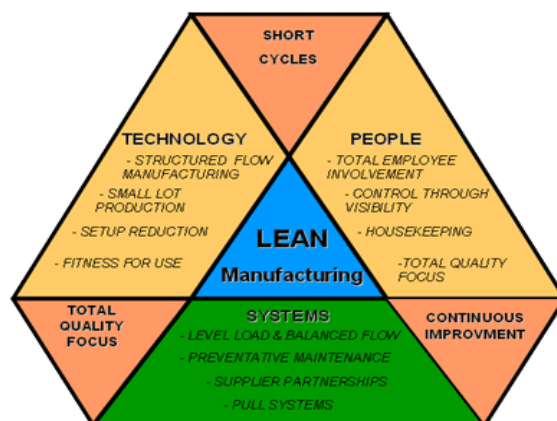 SHORT
CYCLES
TECHNOLOGY
- STRUCTURED FLOW
MANUFACTURING
- SMALL LOT
PRODUCTION
- SETUP REDUCTION
- FITNESS FOR USE
PEOPLE
- TOTAL EMPLOYEE
INVOLVEMENT
- CONTROL THROUGH
VISIBILITY
- HOUSEKEEPING
-TOTAL QUALITY
FOCUS
LEAN
Manufacturing
TOTAL
QUALITY
FOCUS
SYSTEMS
- LEVEL LOAD & BALANCED FLOW
- PREVENTATIVE MAINTENANCE
- SUPPLIER PARTNERSHIPS
- PULL SYSTEMS
CONTINUOUS
IMPROVMENT